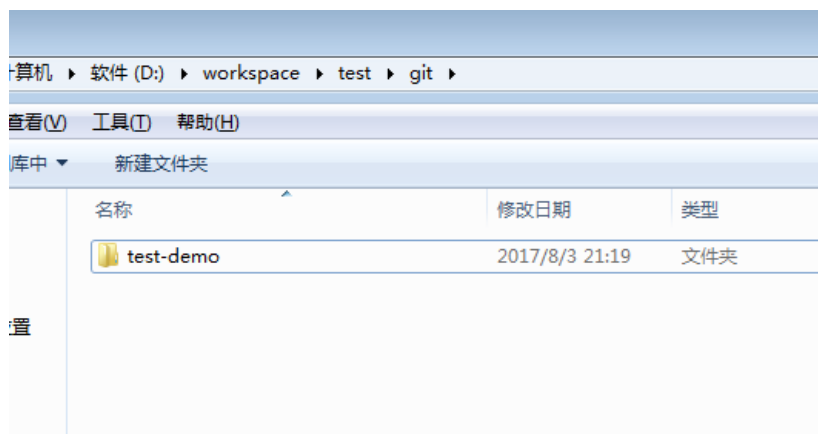 计算机 ▸ 软件 (D:) ▸ workspace ▸ test ▸ git ▸
查看(V) 工具(T) 帮助(H)
库中 新建文件夹
名称 修改日期 类型
test-demo 2017/8/3 21:19 文件夹
置